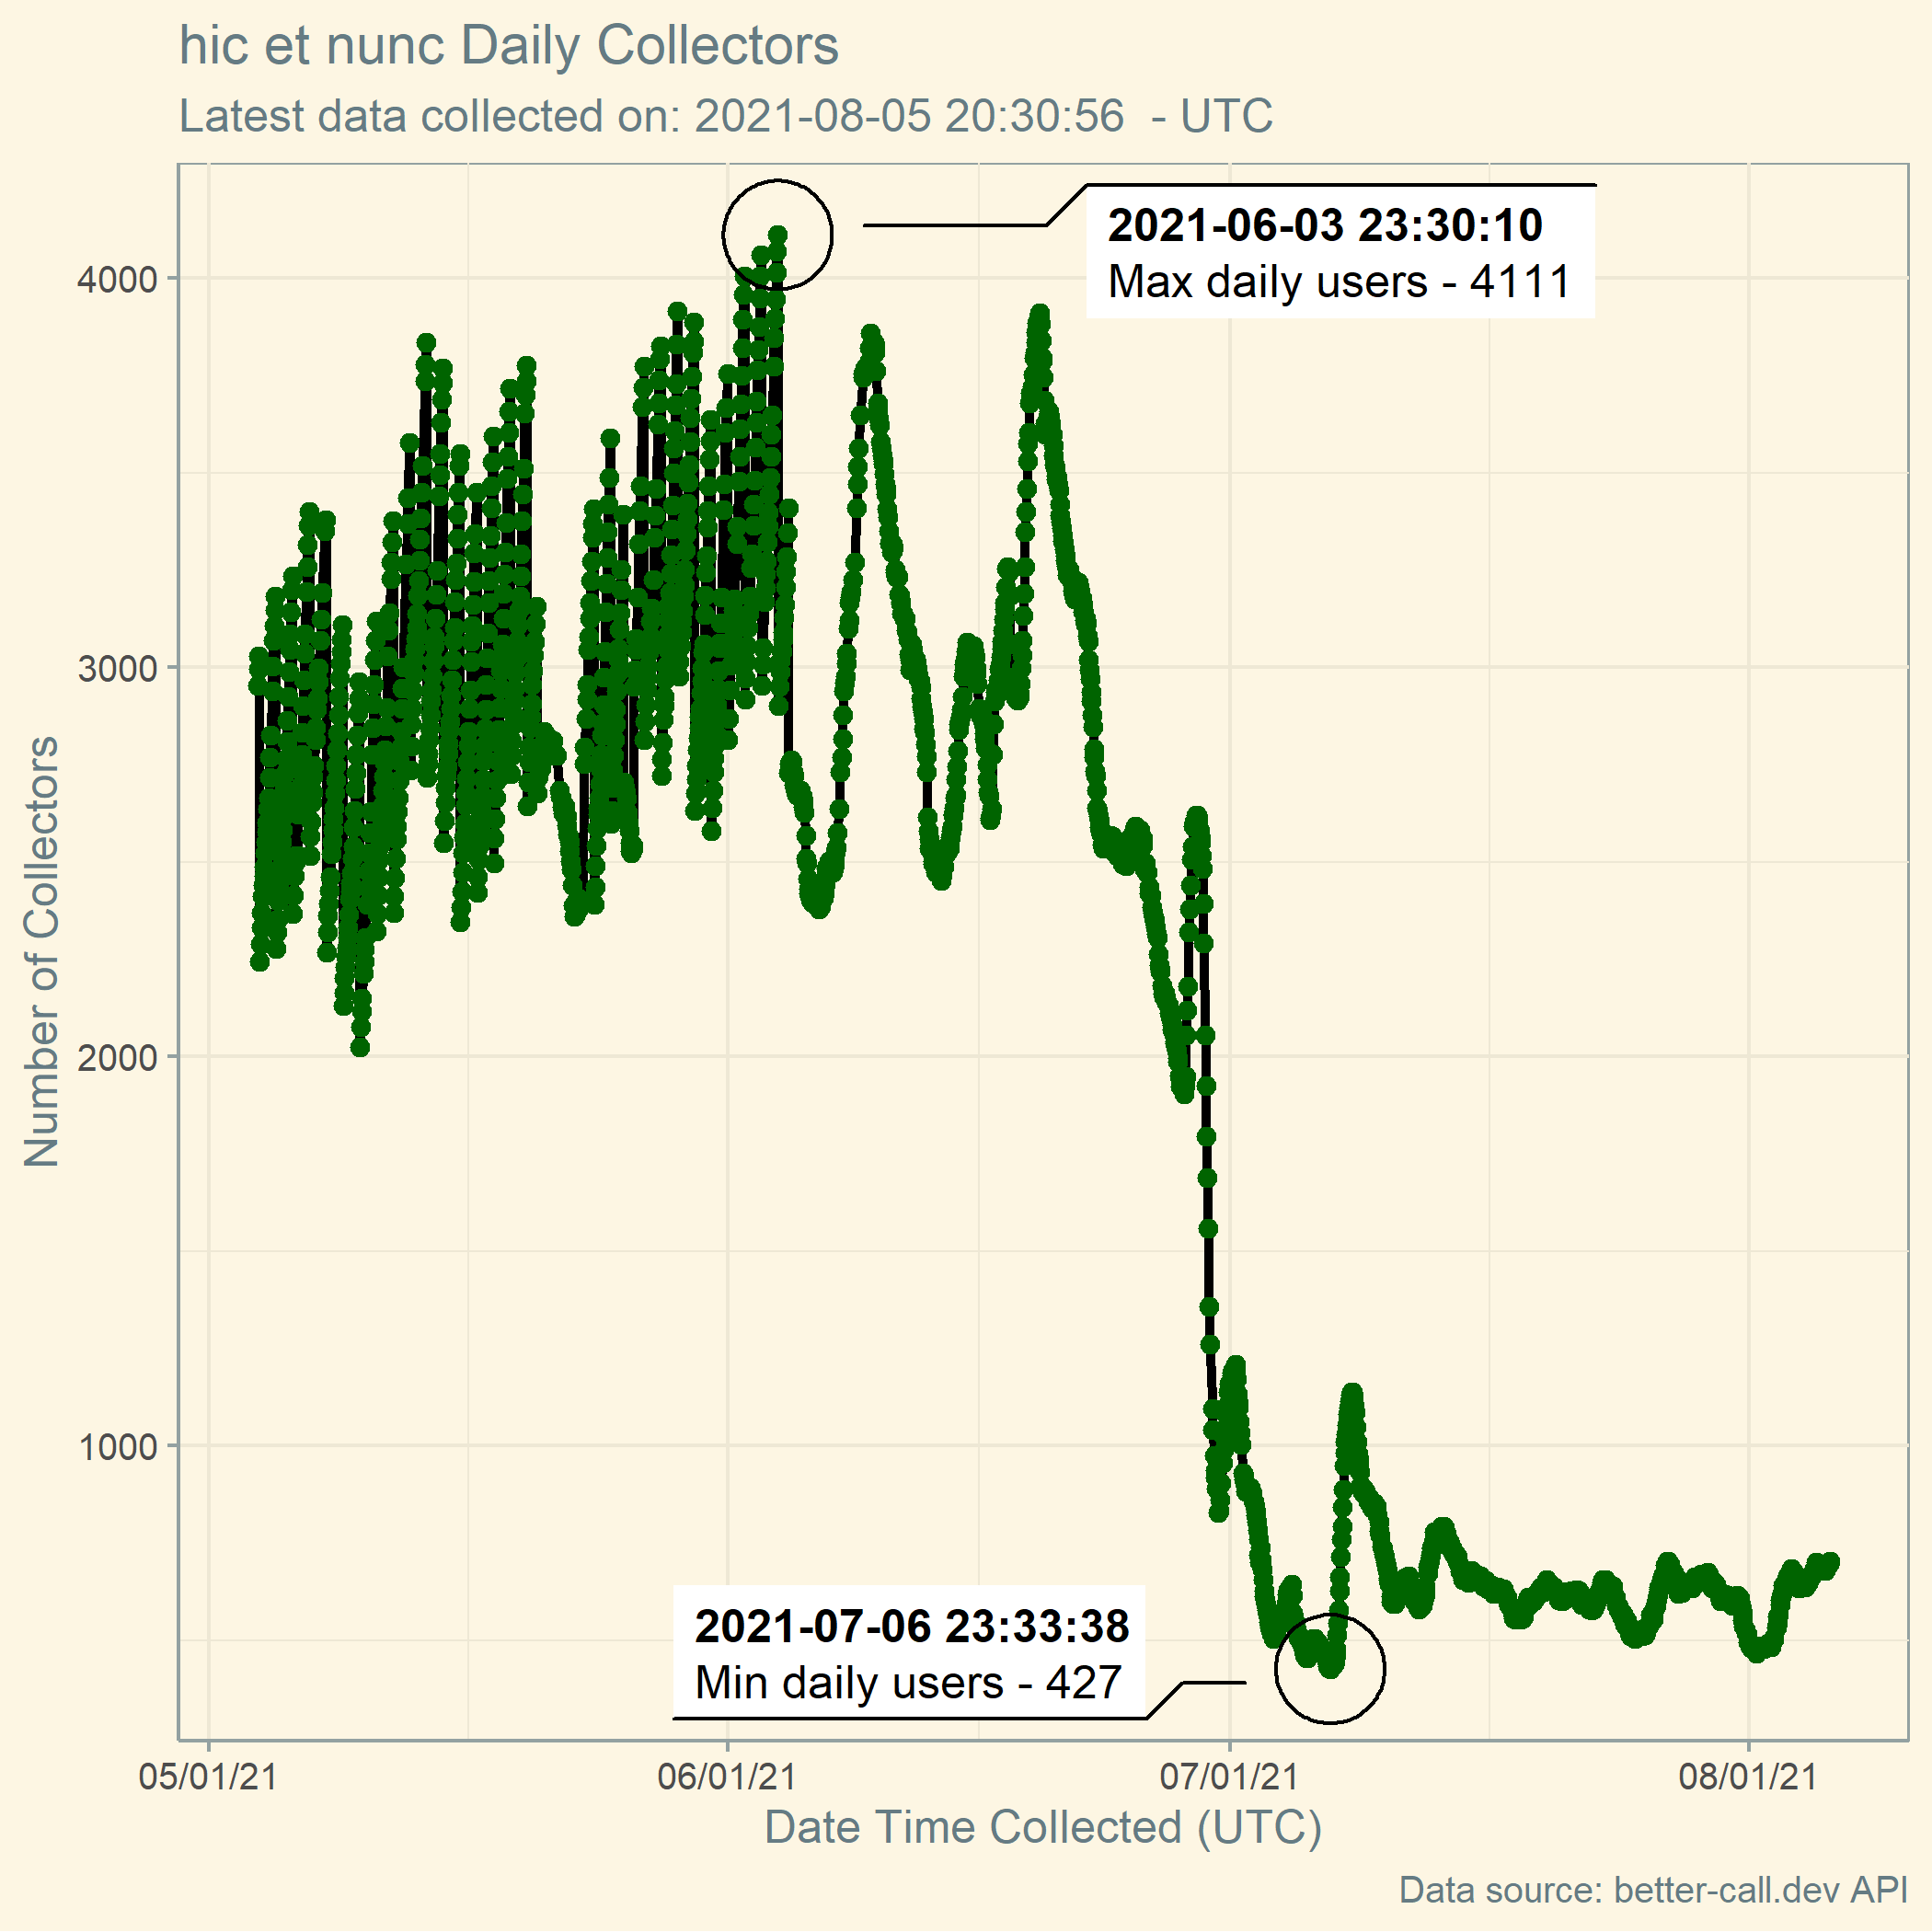 hic et nunc Daily Collectors
Latest data collected on: 2021-08-05 20:30:56  - UTC
2021-06-03 23:30:10
Max daily users - 4111
4000
3000
2000
1000
Number of Collectors
2021-07-06 23:33:38
Min daily users - 427
05/01/21 06/01/21 07/01/21 08/01/21
Date Time Collected (UTC)
Data source: better-call.dev API